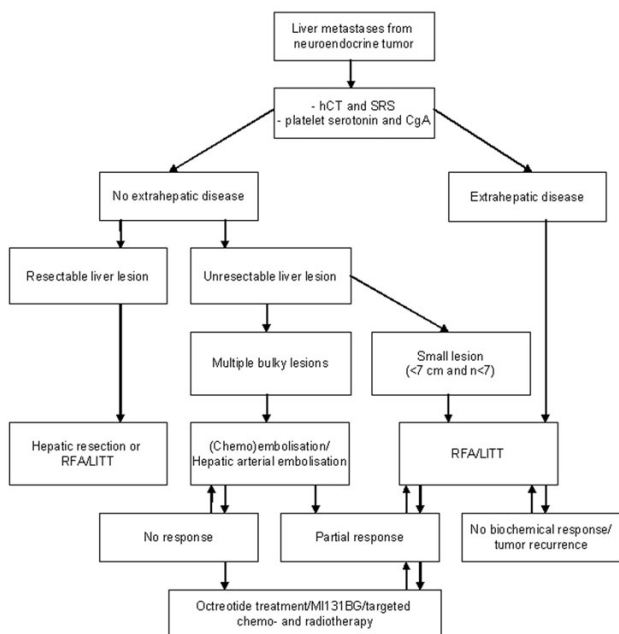 Liver metastases from
neuroendocrine tumor
- hCT and SRS
- platelet serotonin and CgA
No extrahepatic disease
Extrahepatic disease
Resectable liver lesion
Unresectable liver lesion
Multiple bulky lesions
Small lesion
(<7 cm and n<7)
Hepatic resection or
RFA/LITT
(Chemo)embolisation/
Hepatic arterial embolisation
RFA/LITT
No response
Partial response
No biochemical response/
tumor recurrence
Octreotide treatment/MI131BG/targeted
chemo- and radiotherapy